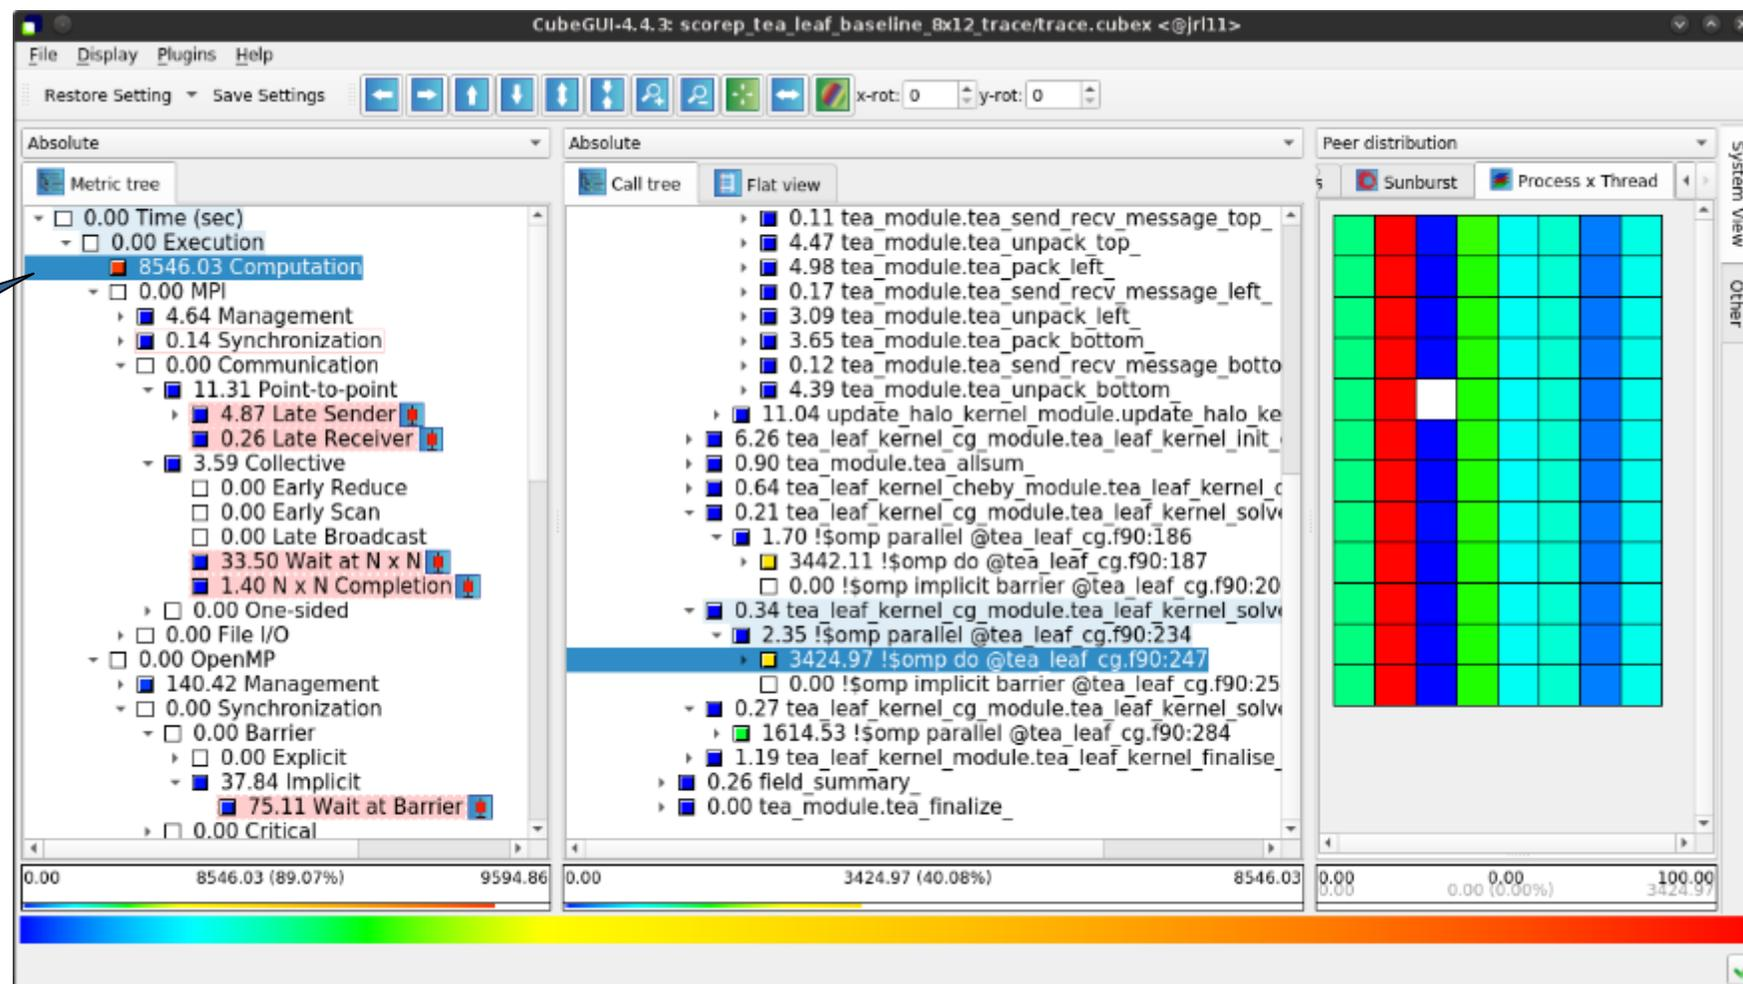 CubeGUI-4.4.3: scorep_tea_leaf_baseline_8x12_trace/trace.cubex <@jrl11>
File Display Plugins Help
Restore Setting Save Settings x-rot: 0 y-rot: 0
Absolute
Metric tree
0.00 Time (sec)
0.00 Execution
8546.03 Computation
0.00 MPI
4.64 Management
0.14 Synchronization
0.00 Communication
11.31 Point-to-point
4.87 Late Sender
0.26 Late Receiver
3.59 Collective
0.00 Early Reduce
0.00 Early Scan
0.00 Late Broadcast
33.50 Wait at N x N
1.40 N x N Completion
0.00 One-sided
0.00 File I/O
0.00 OpenMP
140.42 Management
0.00 Synchronization
0.00 Barrier
0.00 Explicit
37.84 Implicit
75.11 Wait at Barrier
0.00 Critical
0.00 8546.03 (89.07%) 9594.86
Absolute
Call tree Flat view
0.11 tea_module.tea_send_recv_message_top_
4.47 tea_module.tea_unpack_top_
4.98 tea_module.tea_pack_left_
0.17 tea_module.tea_send_recv_message_left_
3.09 tea_module.tea_unpack_left_
3.65 tea_module.tea_pack_bottom_
0.12 tea_module.tea_send_recv_message_botto
4.39 tea_module.tea_unpack_bottom_
11.04 update_halo_kernel_module.update_halo_ke
6.26 tea_leaf_kernel_cg_module.tea_leaf_kernel_init_
0.90 tea_module.tea_allsum_
0.64 tea_leaf_kernel_cheby_module.tea_leaf_kernel_c
0.21 tea_leaf_kernel_cg_module.tea_leaf_kernel_solve
1.70 !$omp parallel @tea_leaf_cg.f90:186
3442.11 !$omp do @tea_leaf_cg.f90:187
0.00 !$omp implicit barrier @tea_leaf_cg.f90:20
0.34 tea_leaf_kernel_cg_module.tea_leaf_kernel_solve
2.35 !$omp parallel @tea_leaf_cg.f90:234
3424.97 !$omp do @tea_leaf_cg.f90:247
0.00 !$omp implicit barrier @tea_leaf_cg.f90:25
0.27 tea_leaf_kernel_cg_module.tea_leaf_kernel_solve
1614.53 !$omp parallel @tea_leaf_cg.f90:284
1.19 tea_leaf_kernel_module.tea_leaf_kernel_finalise_
0.26 field_summary_
0.00 tea_module.tea_finalize_
0.00 3424.97 (40.08%) 8546.03
Peer distribution
s Sunburst Process x Thread
0.00 0.00 100.00
0.00 0.00 (0.00%) 3424.97
System View
Other